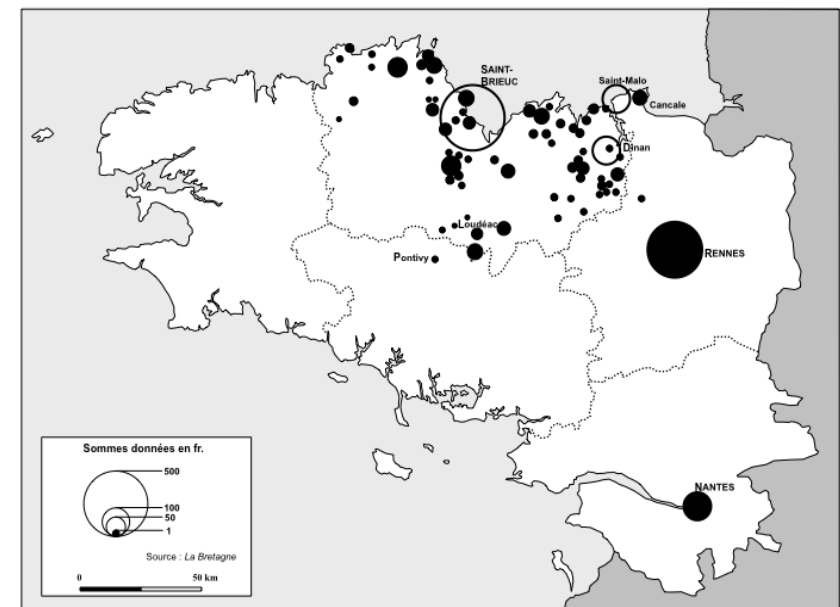 SAINT-
BRIEUC
Saint-Malo
Cancale
Dinan
Loudéac
Pontivy
RENNES
NANTES
Sommes données en fr.
500
100
50
1
Source : La Bretagne
0 50 km